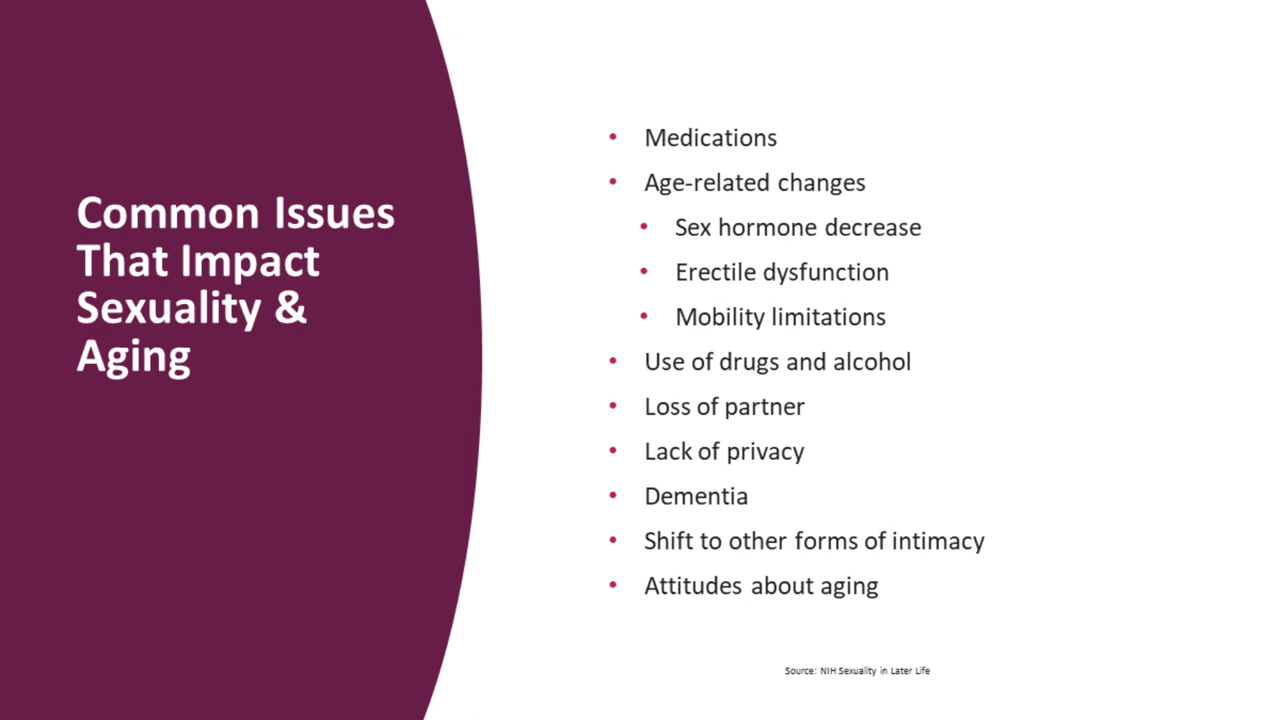 Common Issues
That Impact
Sexuality &
Aging
• Medications
• Age-related changes
• Sex hormone decrease
• Erectile dysfunction
• Mobility limitations
• Use of drugs and alcohol
• Loss of partner
• Lack of privacy
• Dementia
• Shift to other forms of intimacy
• Attitudes about aging
Source: NIH Sexuality in Later Life